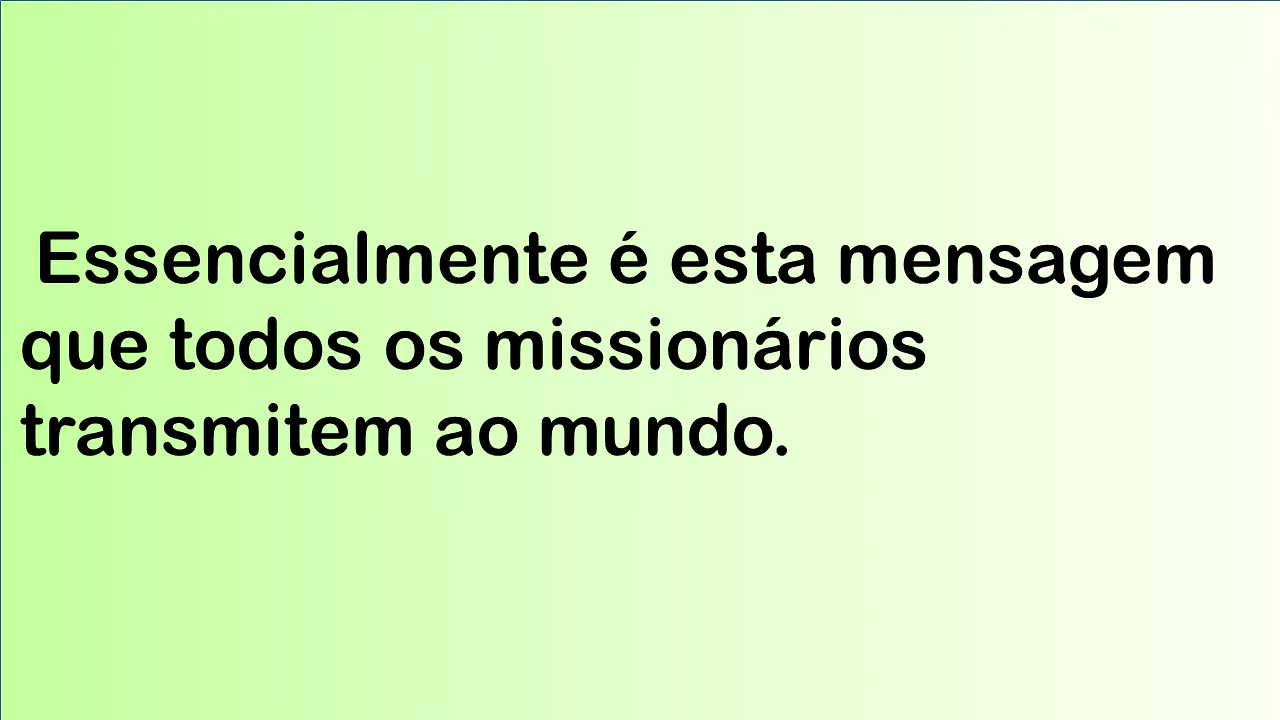 Essencialmente é esta mensagem
que todos os missionários
transmitem ao mundo.